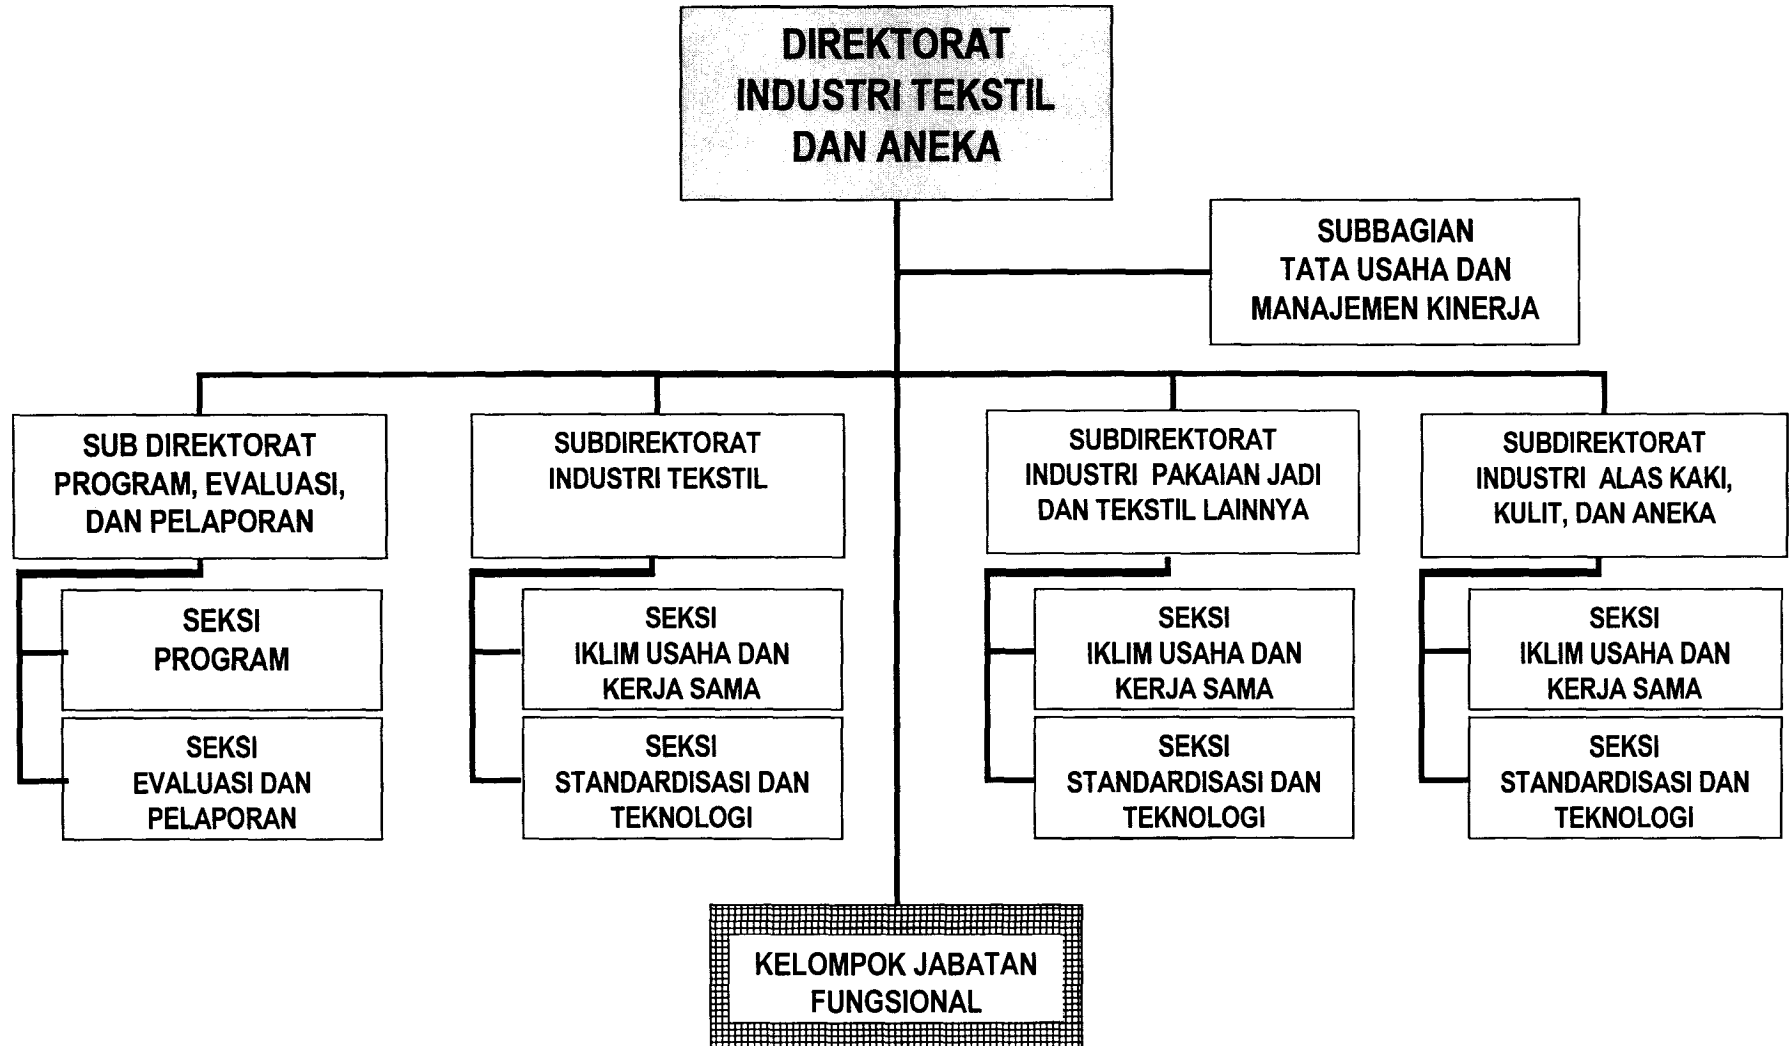 DIREKTORAT
INDUSTRI TEKSTIL
DAN ANEKA
SUBBAGIAN
TATA USAHA DAN
MANAJEMEN KINERJA
SUB DIREKTORAT
PROGRAM, EVALUASI,
DAN PELAPORAN
SUBDIREKTORAT
INDUSTRI TEKSTIL
SUBDIREKTORAT
INDUSTRI PAKAIAN JADI
DAN TEKSTIL LAINNYA
SUBDIREKTORAT
INDUSTRI ALAS KAKI,
KULIT, DAN ANEKA
SEKSI
PROGRAM
SEKSI
IKLIM USAHA DAN
KERJA SAMA
SEKSI
IKLIM USAHA DAN
KERJA SAMA
SEKSI
IKLIM USAHA DAN
KERJA SAMA
SEKSI
EVALUASI DAN
PELAPORAN
SEKSI
STANDARDISASI DAN
TEKNOLOGI
SEKSI
STANDARDISASI DAN
TEKNOLOGI
SEKSI
STANDARDISASI DAN
TEKNOLOGI
KELOMPOK JABATAN
FUNGSIONAL